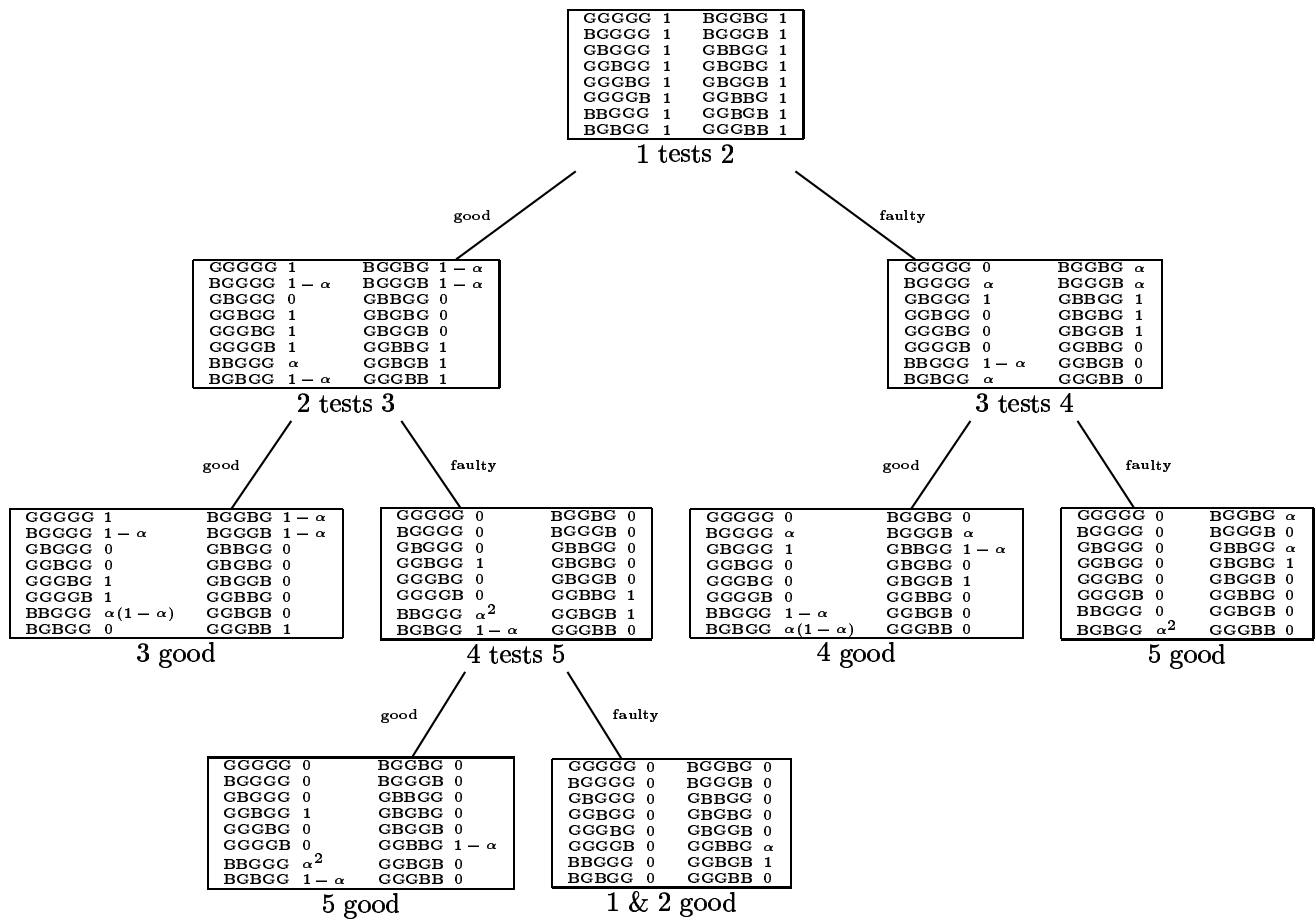 GGGGG 1 BGGBG 1
BGGGG 1 BGGGB 1
GBGGG 1 GBBGG 1
GGBGG 1 GBGBG 1
GGGBG 1 GBGGB 1
GGGGB 1 GGBBG 1
BBGGG 1 GGBGB 1
BGBGG 1 GGGBB 1
1 tests 2
good
faulty
GGGGG 1 BGGBG 1 − α
BGGGG 1 − α BGGGB 1 − α
GBGGG 0 GBBGG 0
GGBGG 1 GBGBG 0
GGGBG 1 GBGGB 0
GGGGB 1 GGBBG 1
BBGGG α GGBGB 1
BGBGG 1 − α GGGBB 1
2 tests 3
GGGGG 0 BGGBG α
BGGGG α BGGGB α
GBGGG 1 GBBGG 1
GGBGG 0 GBGBG 1
GGGBG 0 GBGGB 1
GGGGB 0 GGBBG 0
BBGGG 1 − α GGBGB 0
BGBGG α GGGBB 0
3 tests 4
good
faulty
good
faulty
GGGGG 1 BGGBG 1 − α
BGGGG 1 − α BGGGB 1 − α
GBGGG 0 GBBGG 0
GGBGG 0 GBGBG 0
GGGBG 1 GBGGB 0
GGGGB 1 GGBBG 0
BBGGG α(1 − α) GGBGB 0
BGBGG 0 GGGBB 1
3 good
GGGGG 0 BGGBG 0
BGGGG 0 BGGGB 0
GBGGG 0 GBBGG 0
GGBGG 1 GBGBG 0
GGGBG 0 GBGGB 0
GGGGB 0 GGBBG 1
BBGGG α² GGBGB 1
BGBGG 1 − α GGGBB 0
4 tests 5
GGGGG 0 BGGBG 0
BGGGG α BGGGB α
GBGGG 1 GBBGG 1 − α
GGBGG 0 GBGBG 0
GGGBG 0 GBGGB 1
GGGGB 0 GGBBG 0
BBGGG 1 − α GGBGB 0
BGBGG α(1 − α) GGGBB 0
4 good
GGGGG 0 BGGBG α
BGGGG 0 BGGGB 0
GBGGG 0 GBBGG α
GGBGG 0 GBGBG 1
GGGBG 0 GBGGB 0
GGGGB 0 GGBBG 0
BBGGG 0 GGBGB 0
BGBGG α² GGGBB 0
5 good
good
faulty
GGGGG 0 BGGBG 0
BGGGG 0 BGGGB 0
GBGGG 0 GBBGG 0
GGBGG 1 GBGBG 0
GGGBG 0 GBGGB 0
GGGGB 0 GGBBG 1 − α
BBGGG α² GGBGB 0
BGBGG 1 − α GGGBB 0
5 good
GGGGG 0 BGGBG 0
BGGGG 0 BGGGB 0
GBGGG 0 GBBGG 0
GGBGG 0 GBGBG 0
GGGBG 0 GBGGB 0
GGGGB 0 GGBBG α
BBGGG 0 GGBGB 1
BGBGG 0 GGGBB 0
1 & 2 good